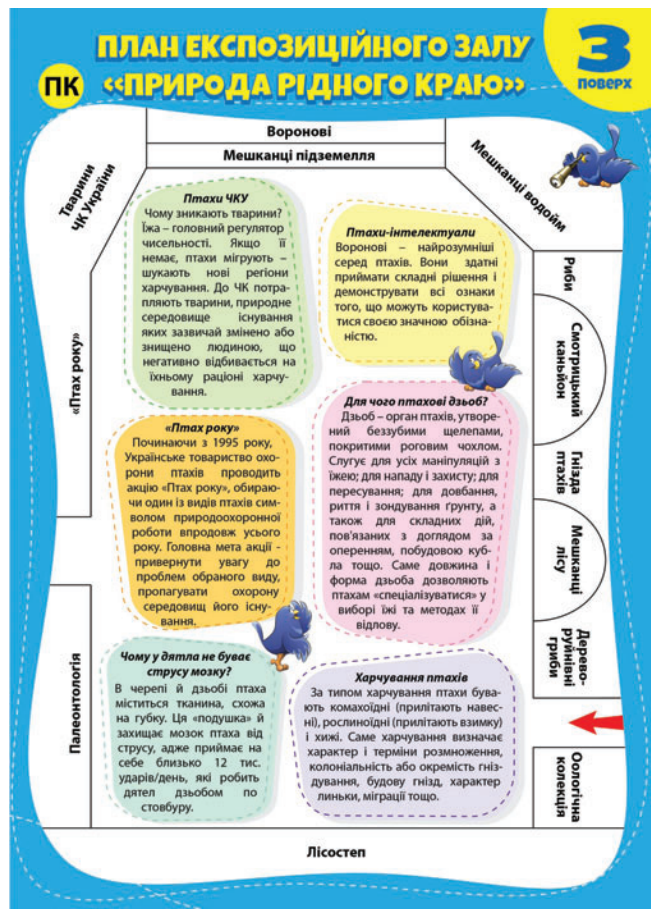 ПЛАН ЕКСПОЗИЦІЙНОГО ЗАЛУ
«ПРИРОДА РІДНОГО КРАЮ»
3
ПОВЕРХ
ПК
Воронові
Мешканці підземелля
Тварини
ЧК України
Мешканці водойм
«Птах року»
Палеонтологія
Птахи ЧКУ
Чому зникають тварини?
Їжа – головний регулятор
чисельності. Якщо її
немає, птахи мігрують –
шукають нові регіони
харчування. До ЧК потра-
пляють тварини, природне
середовище існування
яких зазвичай змінено або
знищено людиною, що
негативно відбивається на
їхньому раціоні харчу-
вання.
Птахи-інтелектуали
Воронові – найрозумніші
серед птахів. Вони здатні
приймати складні рішення і
демонструвати всі ознаки
того, що можуть користува-
тися своєю значною обізна-
ністю.
«Птах року»
Починаючи з 1995 року,
Українське товариство охо-
рони птахів проводить
акцію «Птах року», обираю-
чи один із видів птахів сим-
волом природоохоронної
роботи впродовж усього
року. Головна мета акції -
привернути увагу до
проблем обраного виду,
пропагувати охорону
середовищ його існу-
вання.
Для чого птахові дзьоб?
Дзьоб – орган птахів, утворе-
ний беззубими щелепами,
покритими роговим чохлом.
Слугує для усіх маніпуляцій з
їжею; для нападу і захисту; для
пересування; для довбання,
риття і зондування ґрунту, а
також для складних дій,
пов'язаних з доглядом за
оперенням, побудовою куб-
ла тощо. Саме довжина і
форма дзьоба дозволяють
птахам «спеціалізуватися» у
виборі їжі та методах її
відлову.
Чому у дятла не буває
струсу мозку?
В черепі й дзьобі птаха
міститься тканина, схожа
на губку. Ця «подушка» й
захищає мозок птаха від
струсу, адже приймає на
себе близько 12 тис.
ударів/день, які робить
дятел дзьобом по
стовбуру.
Харчування птахів
За типом харчування птахи бува-
ють комахоїдні (прилітають навес-
ні), рослиноїдні (прилітають взимку)
і хижі. Саме харчування визначає
характер і терміни розмноження,
колоніальність або окремість гніз-
дування, будову гнізд, характер
линьки, міграції тощо.
Риби
Смотрицький
каньйон
Гнізда
птахів
Мешканці
лісу
Дерево-
руйнівні
гриби
Оологічна
колекція
Лісостеп